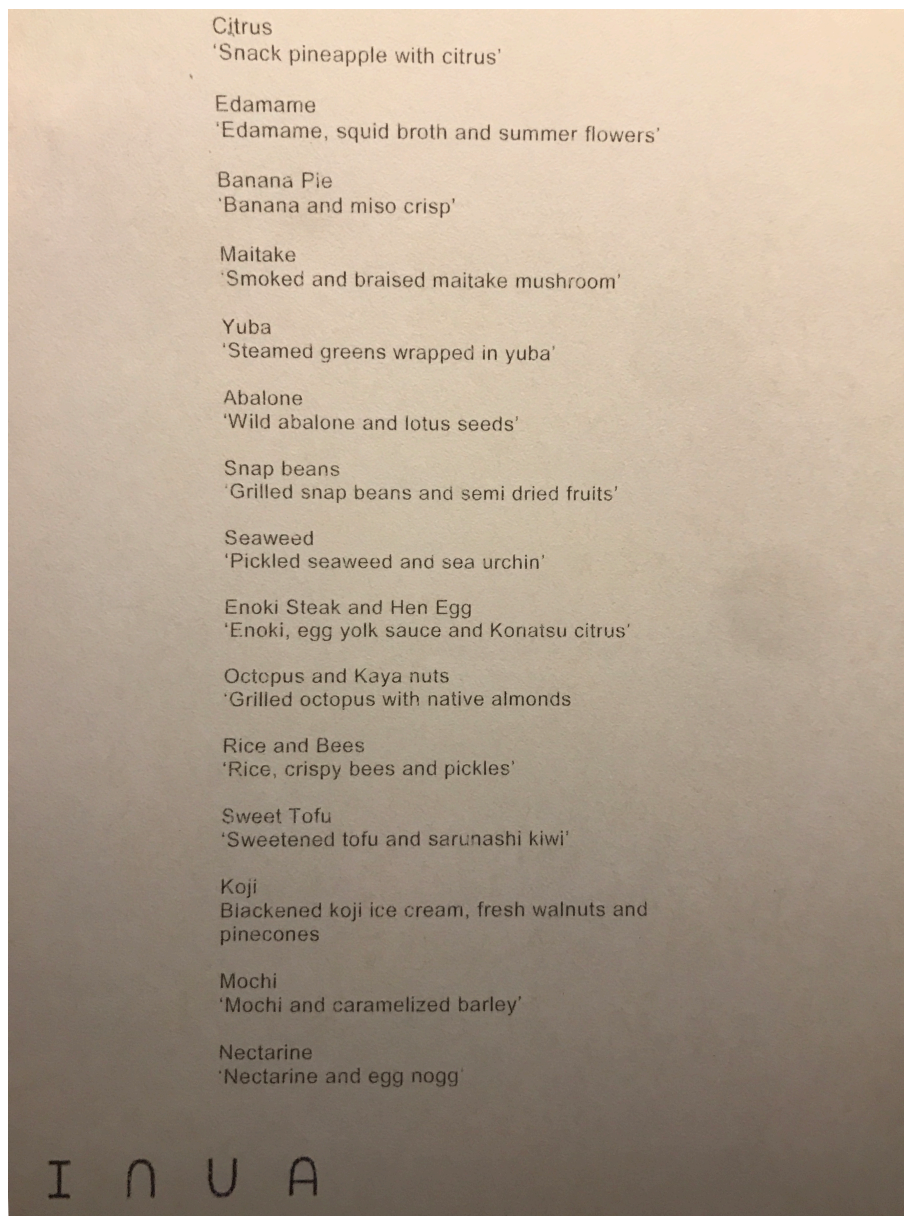 Citrus
‘Snack pineapple with citrus’
Edamame
‘Edamame, squid broth and summer flowers’
Banana Pie
‘Banana and miso crisp’
Maitake
‘Smoked and braised maitake mushroom’
Yuba
‘Steamed greens wrapped in yuba’
Abalone
‘Wild abalone and lotus seeds’
Snap beans
‘Grilled snap beans and semi dried fruits’
Seaweed
‘Pickled seaweed and sea urchin’
Enoki Steak and Hen Egg
‘Enoki, egg yolk sauce and Konatsu citrus’
Octopus and Kaya nuts
‘Grilled octopus with native almonds
Rice and Bees
‘Rice, crispy bees and pickles’
Sweet Tofu
‘Sweetened tofu and sarunashi kiwi’
Koji
Blackened koji ice cream, fresh walnuts and
pinecones
Mochi
‘Mochi and caramelized barley’
Nectarine
‘Nectarine and egg nogg’
INUA